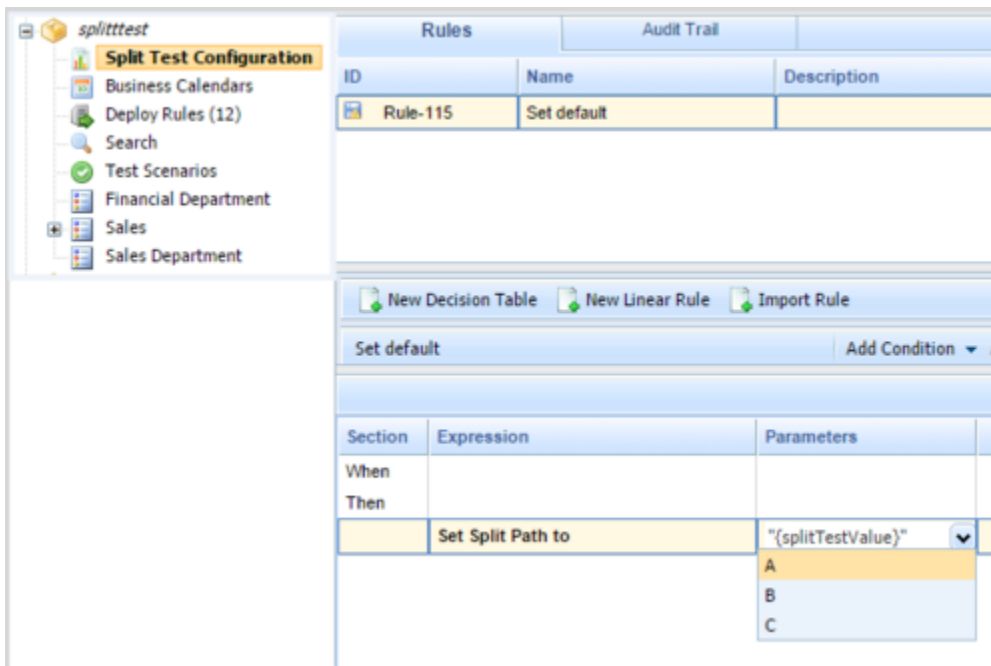 splitttest
Split Test Configuration
Business Calendars
Deploy Rules (12)
Search
Test Scenarios
Financial Department
Sales
Sales Department
Rules Audit Trail
ID Name Description
Rule-115 Set default
New Decision Table New Linear Rule Import Rule
Set default Add Condition
Section Expression Parameters
When
Then
Set Split Path to "{splitTestValue}"
A
B
C